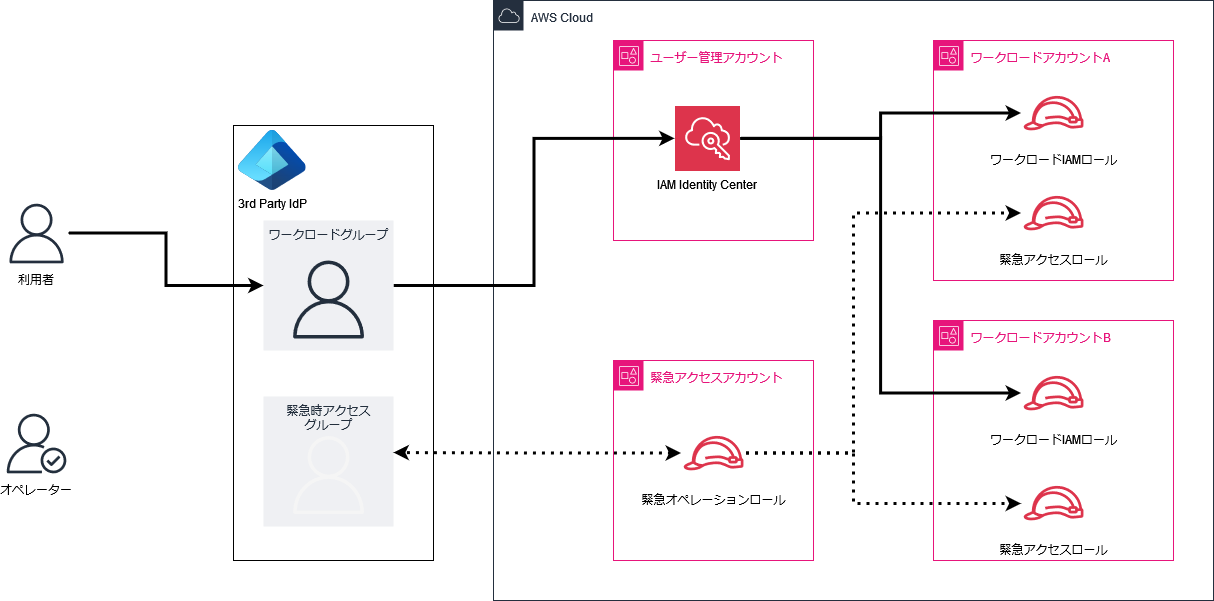 AWS Cloud
ユーザー管理アカウント
ワークロードアカウントA
IAM Identity Center
ワークロードIAMロール
3rd Party IdP
ワークロードグループ
利用者
緊急アクセスロール
ワークロードアカウントB
緊急アクセスアカウント
緊急時アクセス
グループ
ワークロードIAMロール
オペレーター
緊急オペレーションロール
緊急アクセスロール